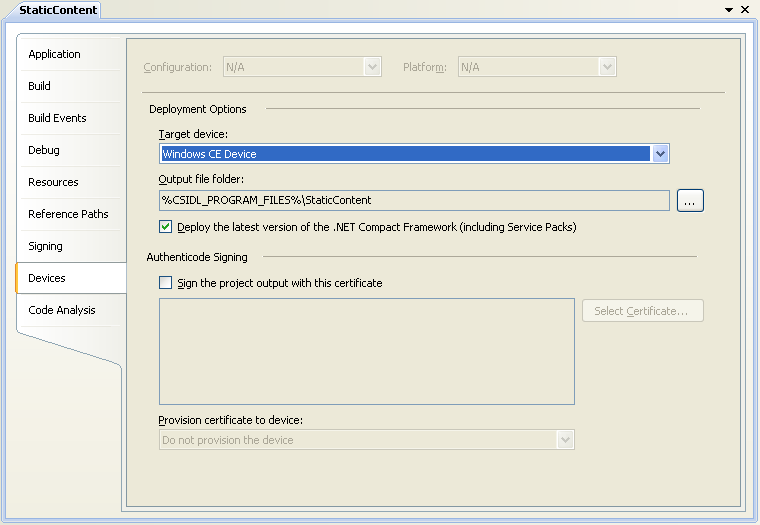 StaticContent
Application
Build
Build Events
Debug
Resources
Reference Paths
Signing
Devices
Code Analysis
Configuration: N/A Platform: N/A
Deployment Options
Target device:
Windows CE Device
Output file folder:
%CSIDL_PROGRAM_FILES%\StaticContent ...
Deploy the latest version of the .NET Compact Framework (including Service Packs)
Authenticode Signing
Sign the project output with this certificate
Select Certificate...
Provision certificate to device:
Do not provision the device